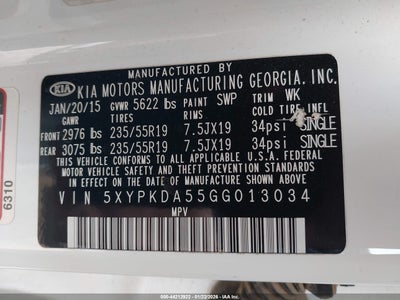 MANUFACTURED BY
KIA KIA MOTORS MANUFACTURING GEORGIA, INC.
JAN/20/15 GVWR 5622 lbs PAINT SWP TRIM WK
GAWR TIRES RIMS COLD TIRE INFL
FRONT 2976 lbs 235/55R19 7.5JX19 34psi SINGLE
REAR 3075 lbs 235/55R19 7.5JX19 34psi SINGLE
THIS VEHICLE CONFORMS TO ALL APPLICABLE FEDERAL
MOTOR VEHICLE SAFETY AND THEFT PREVENTION STANDARDS
IN EFFECT ON THE DATE OF MANUFACTURE SHOWN ABOVE.
VIN 5XYPKDA55GG013034
MPV
6310